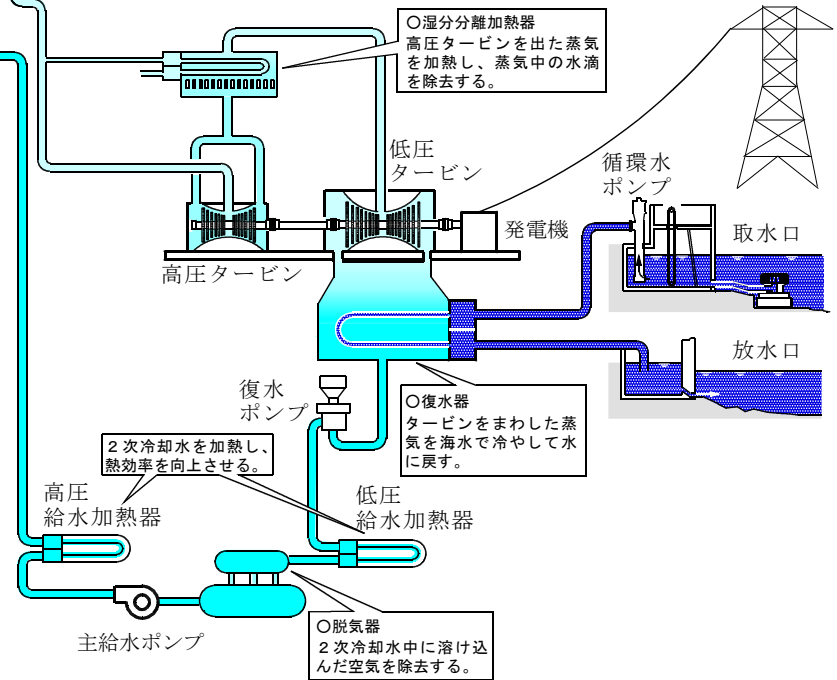 ○湿分分離加熱器
高圧タービンを出た蒸気
を加熱し、蒸気中の水滴
を除去する。
低圧
タービン
循環水
ポンプ
取水口
発電機
高圧タービン
放水口
復水
ポンプ
○復水器
タービンをまわした蒸
気を海水で冷やして水
に戻す。
２次冷却水を加熱し、
熱効率を向上させる。
高圧
給水加熱器
低圧
給水加熱器
主給水ポンプ
○脱気器
２次冷却水中に溶け込
んだ空気を除去する。